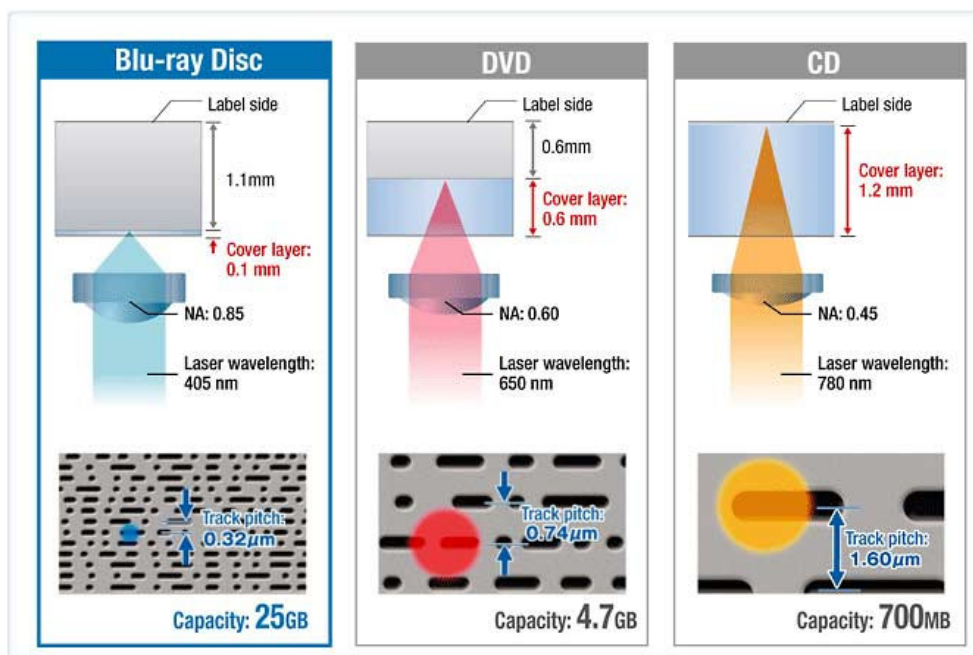 Blu-ray Disc
Label side
1.1mm
Cover layer:
0.1 mm
NA: 0.85
Laser wavelength:
405 nm
Track pitch:
0.32µm
Capacity: 25GB
DVD
Label side
0.6mm
Cover layer:
0.6 mm
NA: 0.60
Laser wavelength:
650 nm
Track pitch:
0.74µm
Capacity: 4.7GB
CD
Label side
Cover layer:
1.2 mm
NA: 0.45
Laser wavelength:
780 nm
Track pitch:
1.60µm
Capacity: 700MB